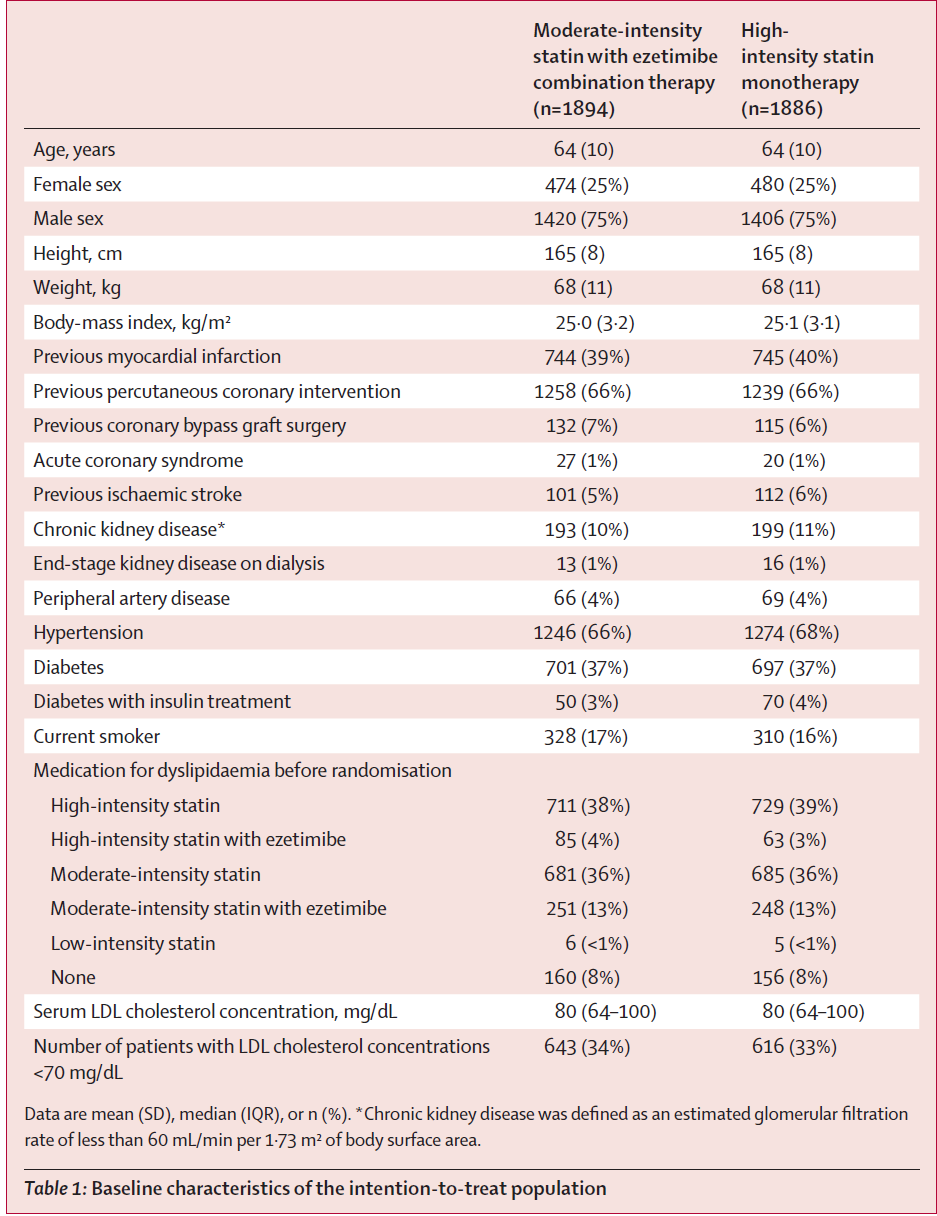 Moderate-intensity statin with ezetimibe combination therapy (n=1894) High-intensity statin monotherapy (n=1886)
Age, years 64 (10) 64 (10)
Female sex 474 (25%) 480 (25%)
Male sex 1420 (75%) 1406 (75%)
Height, cm 165 (8) 165 (8)
Weight, kg 68 (11) 68 (11)
Body-mass index, kg/m² 25·0 (3·2) 25·1 (3·1)
Previous myocardial infarction 744 (39%) 745 (40%)
Previous percutaneous coronary intervention 1258 (66%) 1239 (66%)
Previous coronary bypass graft surgery 132 (7%) 115 (6%)
Acute coronary syndrome 27 (1%) 20 (1%)
Previous ischaemic stroke 101 (5%) 112 (6%)
Chronic kidney disease* 193 (10%) 199 (11%)
End-stage kidney disease on dialysis 13 (1%) 16 (1%)
Peripheral artery disease 66 (4%) 69 (4%)
Hypertension 1246 (66%) 1274 (68%)
Diabetes 701 (37%) 697 (37%)
Diabetes with insulin treatment 50 (3%) 70 (4%)
Current smoker 328 (17%) 310 (16%)
Medication for dyslipidaemia before randomisation
High-intensity statin 711 (38%) 729 (39%)
High-intensity statin with ezetimibe 85 (4%) 63 (3%)
Moderate-intensity statin 681 (36%) 685 (36%)
Moderate-intensity statin with ezetimibe 251 (13%) 248 (13%)
Low-intensity statin 6 (<1%) 5 (<1%)
None 160 (8%) 156 (8%)
Serum LDL cholesterol concentration, mg/dL 80 (64–100) 80 (64–100)
Number of patients with LDL cholesterol concentrations 643 (34%) 616 (33%)
<70 mg/dL
Data are mean (SD), median (IQR), or n (%). *Chronic kidney disease was defined as an estimated glomerular filtration
rate of less than 60 mL/min per 1·73 m² of body surface area.
Table 1: Baseline characteristics of the intention-to-treat population